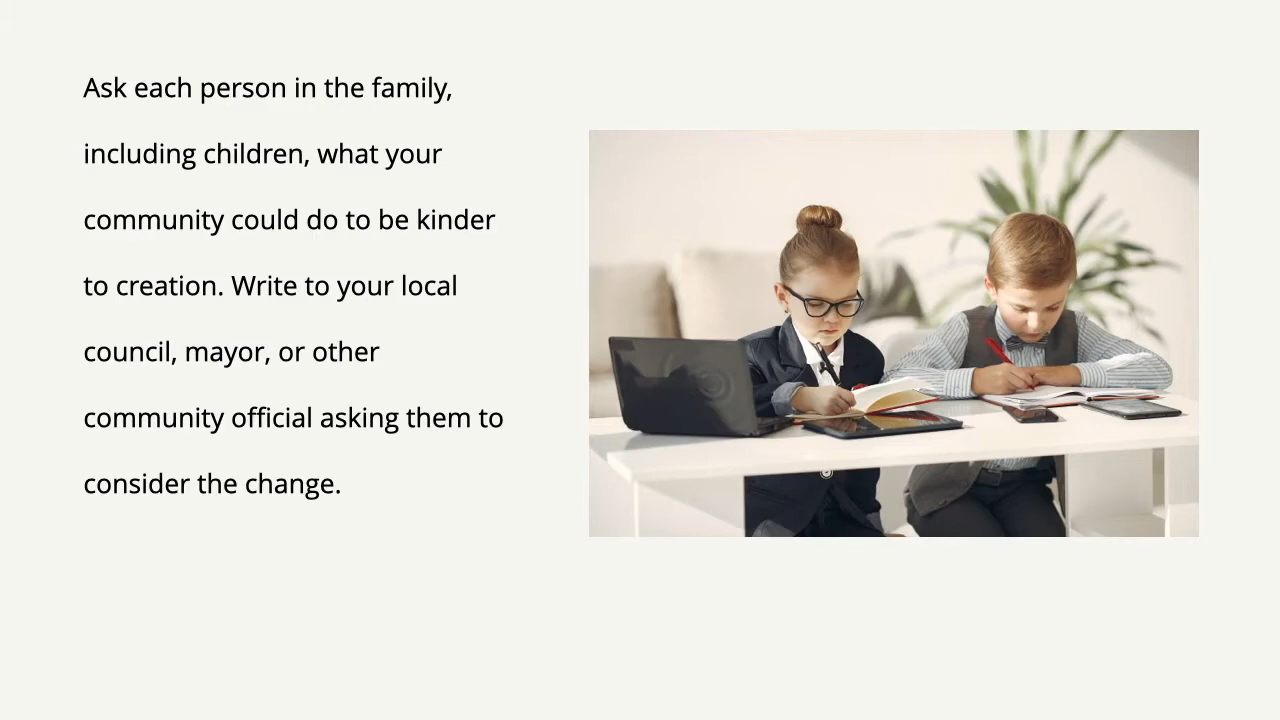 Ask each person in the family,
including children, what your
community could do to be kinder
to creation. Write to your local
council, mayor, or other
community official asking them to
consider the change.